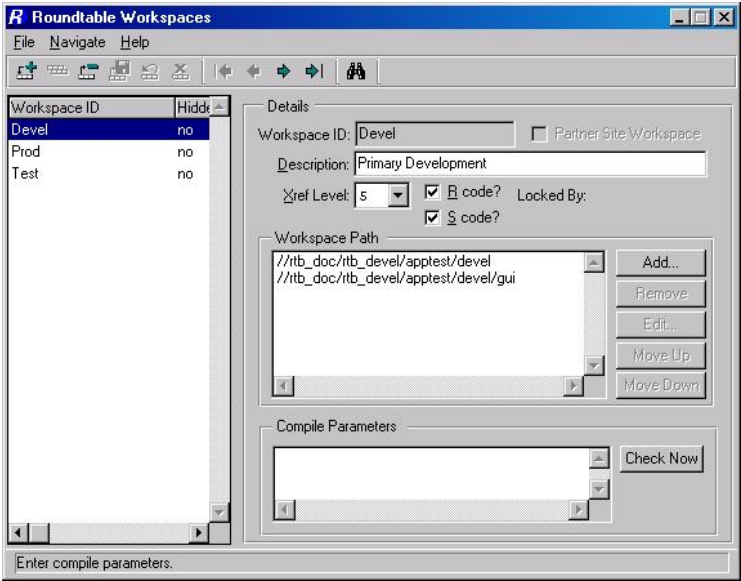 Roundtable Workspaces
File Navigate Help
Workspace ID Hidde
Devel no
Prod no
Test no
Details
Workspace ID: Devel Partner Site Workspace
Description: Primary Development
Xref Level: 5 R code? Locked By:
S code?
Workspace Path
//rtb_doc/rtb_devel/apptest/devel
//rtb_doc/rtb_devel/apptest/devel/gui
Add...
Remove
Edit...
Move Up
Move Down
Compile Parameters
Check Now
Enter compile parameters.